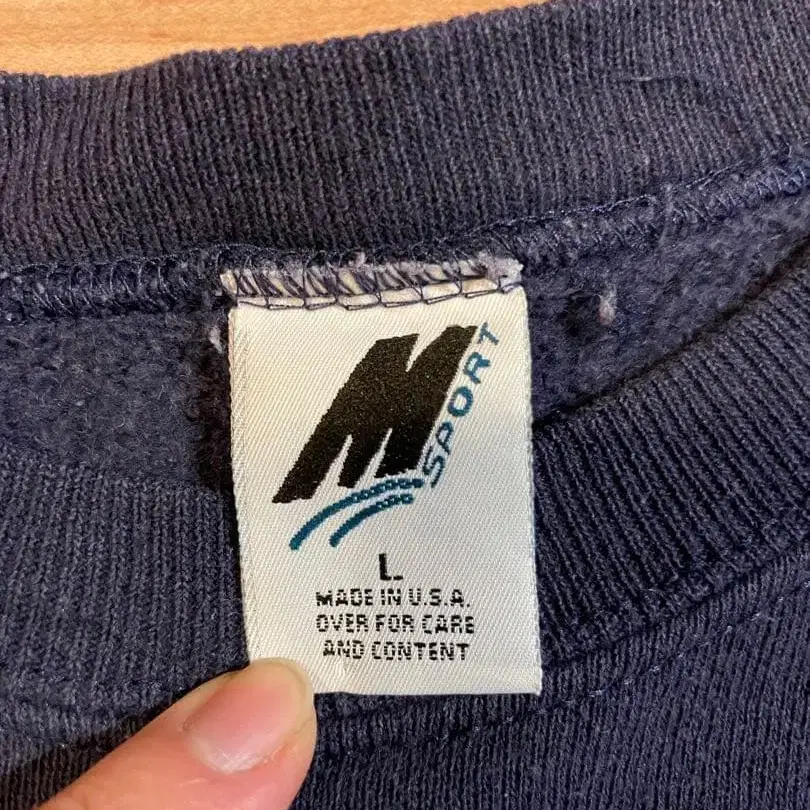 M SPORT
L
MADE IN U.S.A.
OVER FOR CARE
AND CONTENT